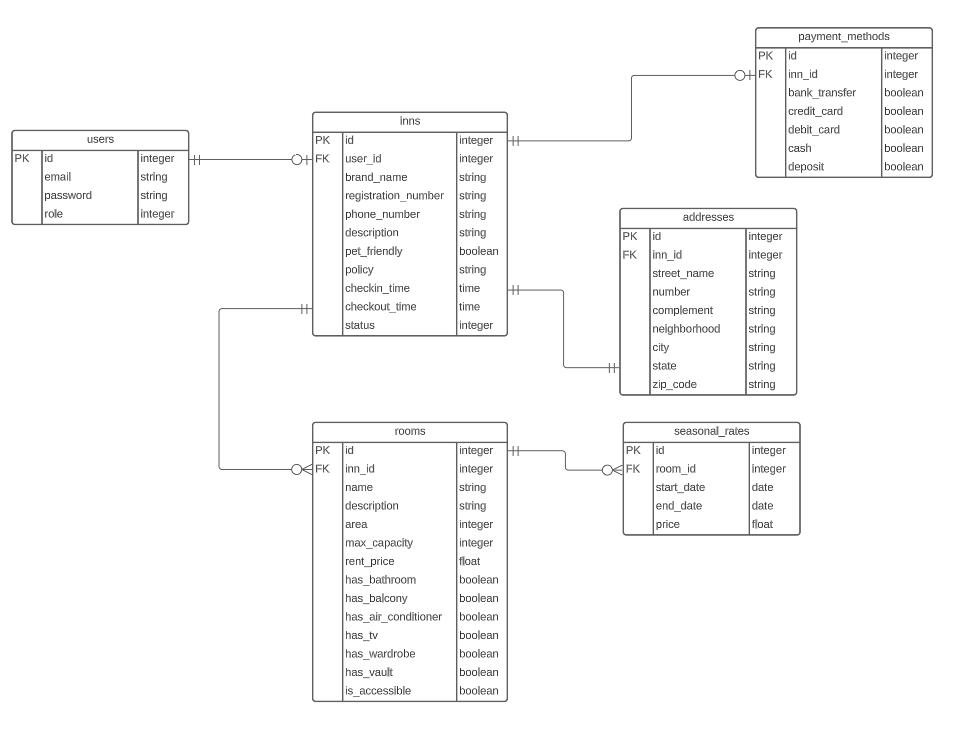 payment_methods
PK id integer
FK inn_id integer
bank_transfer boolean
credit_card boolean
debit_card boolean
cash boolean
deposit boolean
inns
PK id integer
FK user_id integer
brand_name string
registration_number string
phone_number string
description string
pet_friendly boolean
policy string
checkin_time time
checkout_time time
status integer
users
PK id integer
email string
password string
role integer
addresses
PK id integer
FK inn_id integer
street_name string
number string
complement string
neighborhood string
city string
state string
zip_code string
rooms
PK id integer
FK inn_id integer
name string
description string
area integer
max_capacity integer
rent_price float
has_bathroom boolean
has_balcony boolean
has_air_conditioner boolean
has_tv boolean
has_wardrobe boolean
has_vault boolean
is_accessible boolean
seasonal_rates
PK id integer
FK room_id integer
start_date date
end_date date
price float